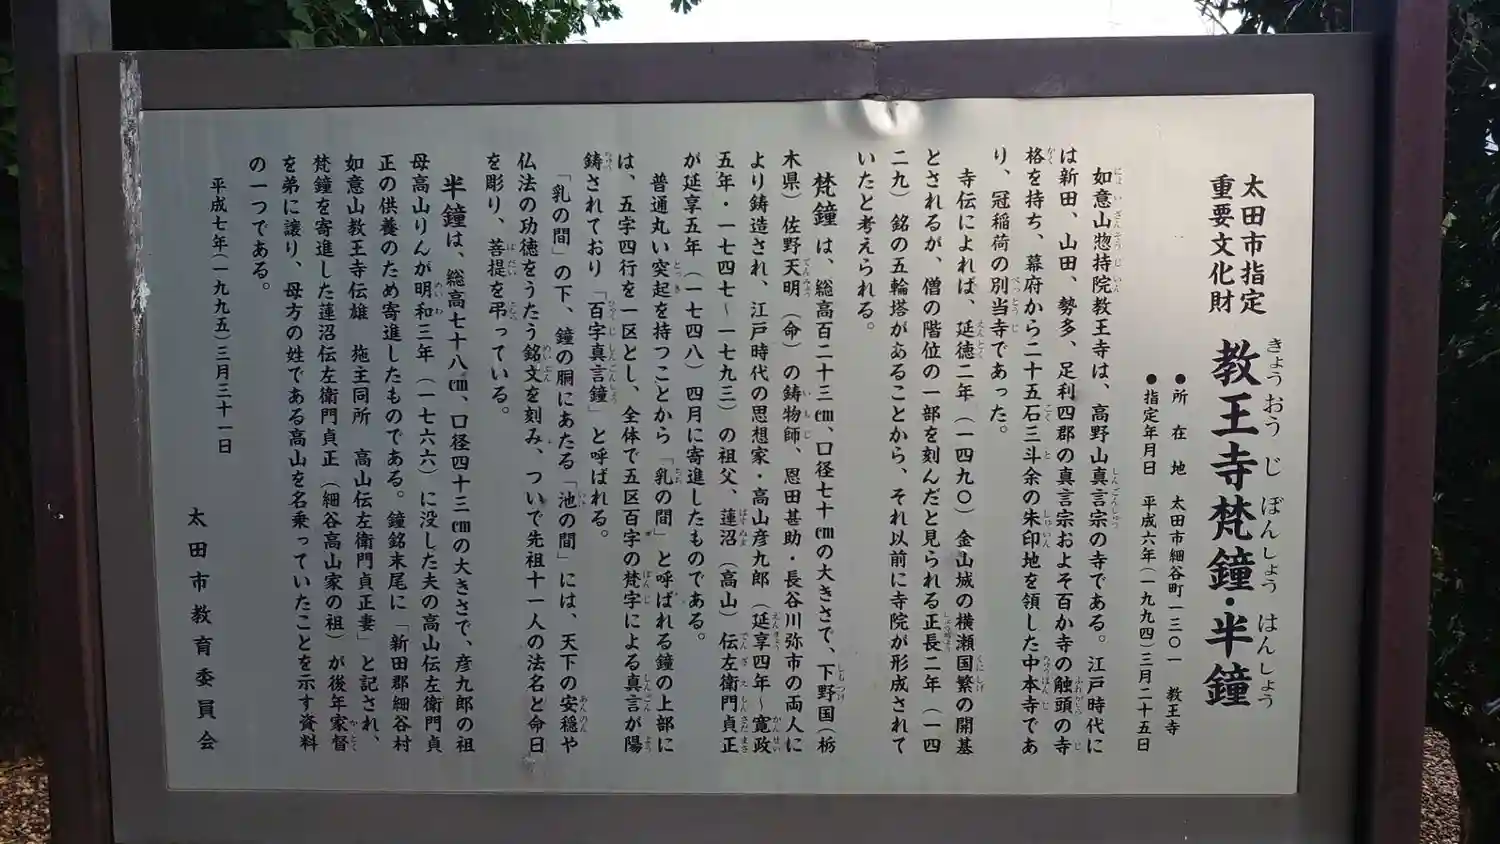 太田市指定
重要文化財
教王寺梵鐘・半鐘
きょうおう じ ぼんしょう はんしょう
●所在地 太田市細谷町一三〇一 教王寺
●指定年月日 平成六年(一九九四)三月二十五日
如意山惣持院教王寺は、高野山真言宗の寺である。江戸時代に
は新田、山田、勢多、足利四郡の真言宗およそ百か寺の触頭の寺
格を持ち、幕府から二十五石三斗余の朱印地を領した中本寺であ
り、冠稲荷の別当寺であった。
寺伝によれば、延徳二年(一四九〇)金山城の横瀬国繁の開基
とされるが、僧の階位の一部を刻んだと見られる正長二年(一四
二九)銘の五輪塔があることから、それ以前に寺院が形成されて
いたと考えられる。
梵鐘は、総高百二十三㎝、口径七十㎝の大きさで、下野国(栃
木県)佐野天明(命)の鋳物師、恩田甚助・長谷川弥市の両人に
より鋳造され、江戸時代の思想家・高山彦九郎(延享四年~寛政
五年・一七四七~一七九三)の祖父、蓮沼(高山)伝左衛門貞正
が延享五年(一七四八)四月に寄進したものである。
普通丸い突起を持つことから「乳の間」と呼ばれる鐘の上部に
は、五字四行を一区とし、全体で五区百字の梵字による真言が陽
鋳されており「百字真言鐘」と呼ばれる。
「乳の間」の下、鐘の胴にあたる「池の間」には、天下の安穏や
仏法の功徳をうたう銘文を刻み、ついで先祖十一人の法名と命日
を彫り、菩提を弔っている。
半鐘は、総高七十八㎝、口径四十三㎝の大きさで、彦九郎の祖
母高山りんが明和三年(一七六六)に没した夫の高山伝左衛門貞
正の供養のため寄進したものである。鐘銘末尾に「新田郡細谷村
如意山教王寺伝雄 施主同所 高山伝左衛門貞正妻」と記され、
梵鐘を寄進した蓮沼伝左衛門貞正(細谷高山家の祖)が後年家督
を弟に譲り、母方の姓である高山を名乗っていたことを示す資料
の一つである。
平成七年(一九九五)三月三十一日
太田市教育委員会